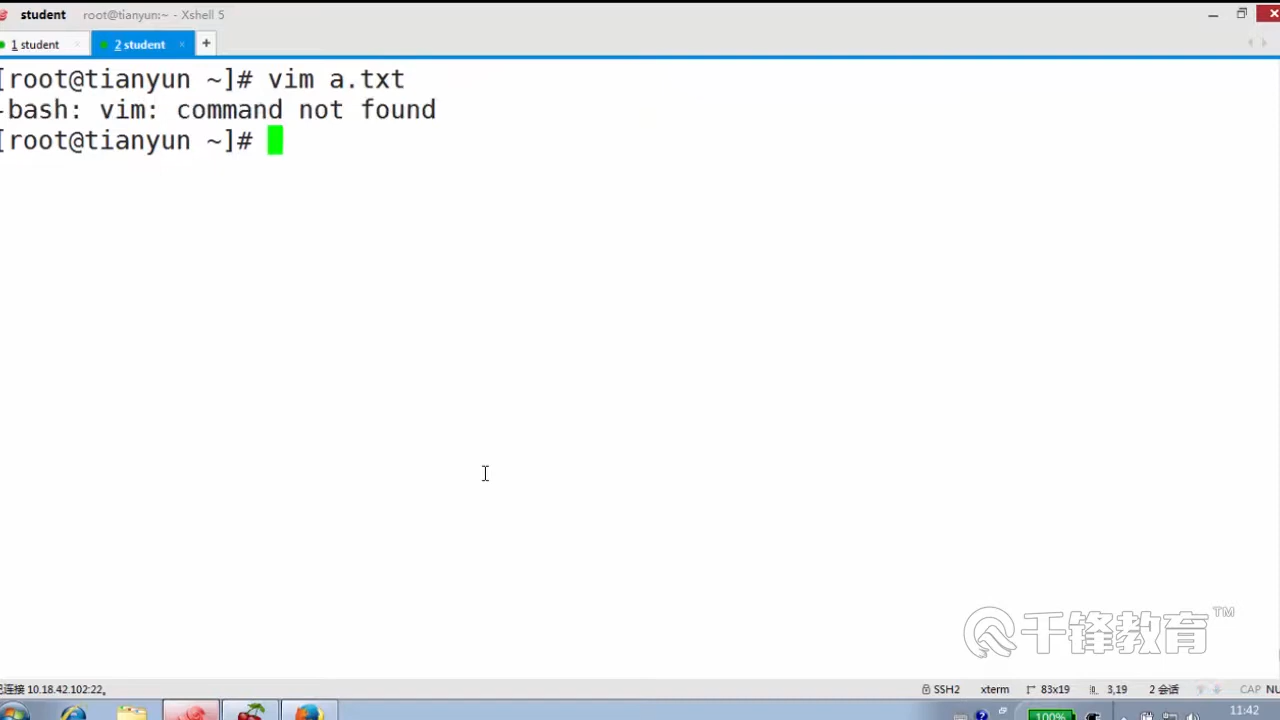 student root@tianyun:~ - Xshell 5
1 student 2 student +
[root@tianyun ~]# vim a.txt
-bash: vim: command not found
[root@tianyun ~]#
千锋教育™
已连接 10.18.42.102:22。 SSH2 xterm 83x19 3,19 2 会话 CAP NU
100% 11:42